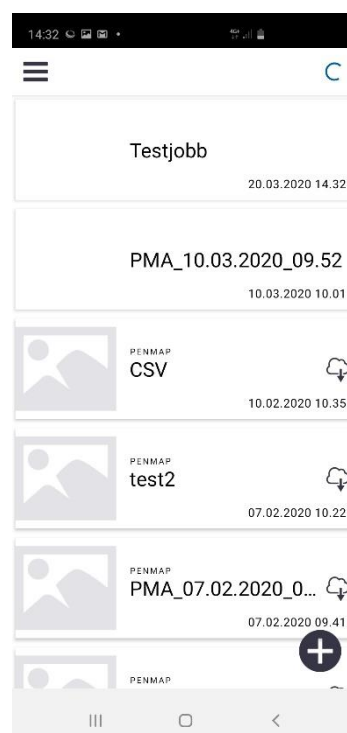 14:32
Testjobb
20.03.2020 14.32
PMA_10.03.2020_09.52
10.03.2020 10.01
PENMAP
CSV
10.02.2020 10.35
PENMAP
test2
07.02.2020 10.22
PENMAP
PMA_07.02.2020_0...
07.02.2020 09.41
PENMAP